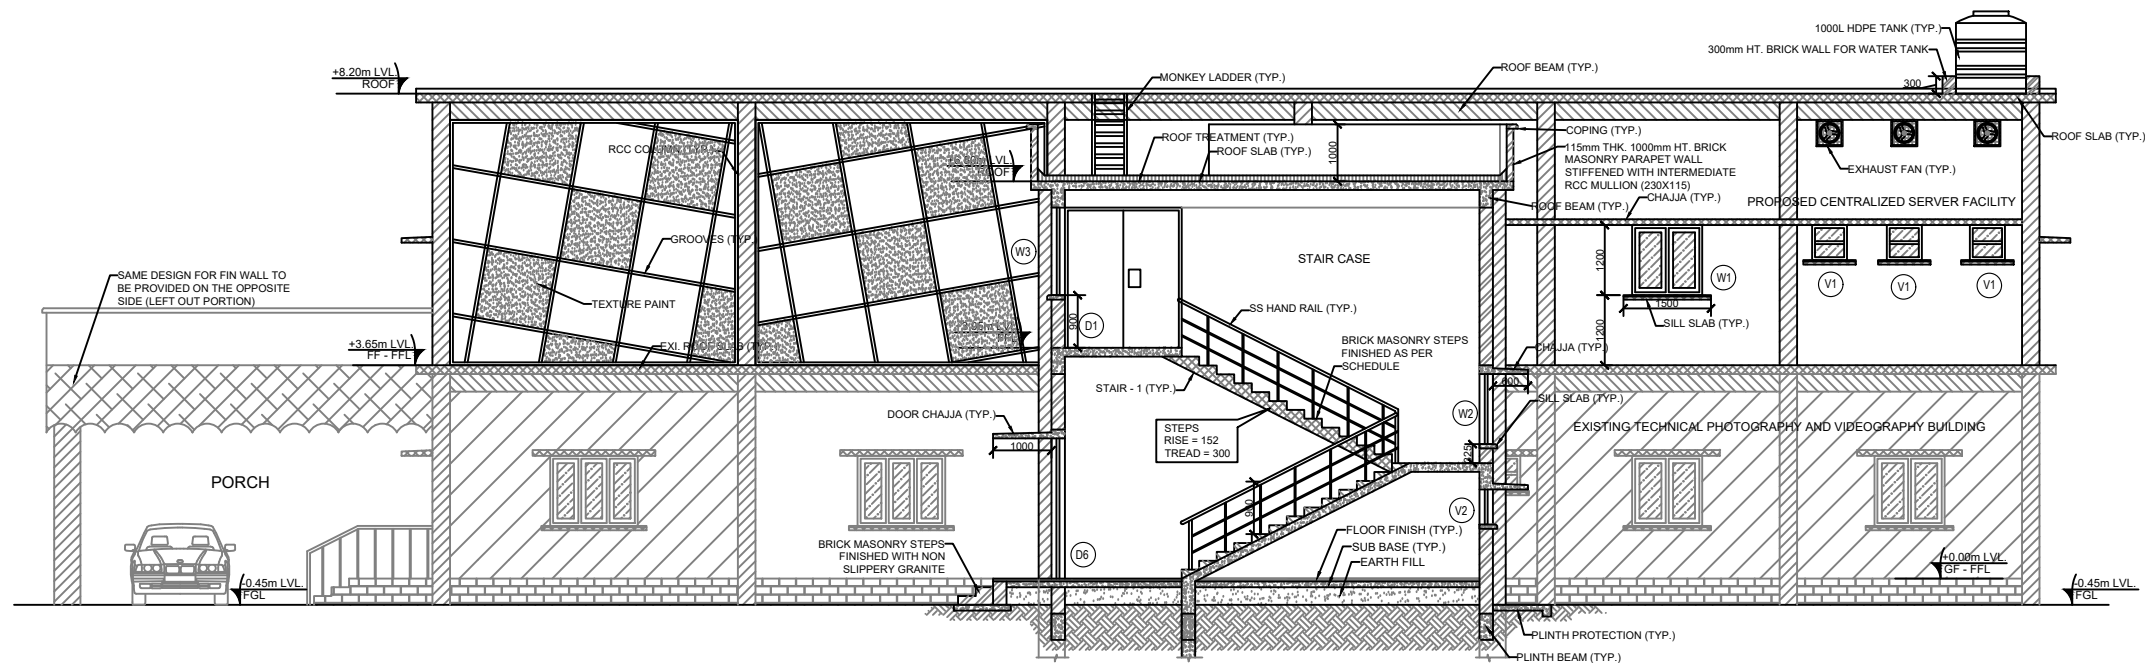 1000L HDPE TANK (TYP.)
300mm HT. BRICK WALL FOR WATER TANK
ROOF BEAM (TYP.)
+8.20m LVL.
ROOF
MONKEY LADDER (TYP.)
300
RCC COLUMN (TYP.)
ROOF TREATMENT (TYP.)
ROOF SLAB (TYP.)
1000
COPING (TYP.)
115mm THK. 1000mm HT. BRICK
MASONRY PARAPET WALL
STIFFENED WITH INTERMEDIATE
RCC MULLION (230X115)
ROOF SLAB (TYP.)
EXHAUST FAN (TYP.)
CHAJJA (TYP.)
ROOF BEAM (TYP.)
PROPOSED CENTRALIZED SERVER FACILITY
GROOVES (TYP.)
W3
STAIR CASE
1200
W1
V1
V1
V1
SAME DESIGN FOR FIN WALL TO
BE PROVIDED ON THE OPPOSITE
SIDE (LEFT OUT PORTION)
TEXTURE PAINT
1500
SS HAND RAIL (TYP.)
900
D1
SILL SLAB (TYP.)
1200
+3.65m LVL.
FF - FFL
EXI. ROOF SLAB (TYP.)
BRICK MASONRY STEPS
FINISHED AS PER
SCHEDULE
CHAJJA (TYP.)
600
STAIR - 1 (TYP.)
SILL SLAB (TYP.)
DOOR CHAJJA (TYP.)
W2
STEPS
RISE = 152
TREAD = 300
EXISTING TECHNICAL PHOTOGRAPHY AND VIDEOGRAPHY BUILDING
1000
PORCH
900
V2
FLOOR FINISH (TYP.)
SUB BASE (TYP.)
EARTH FILL
BRICK MASONRY STEPS
FINISHED WITH NON
SLIPPERY GRANITE
D6
+0.00m LVL.
GF - FFL
-0.45m LVL.
FGL
-0.45m LVL.
FGL
PLINTH PROTECTION (TYP.)
PLINTH BEAM (TYP.)